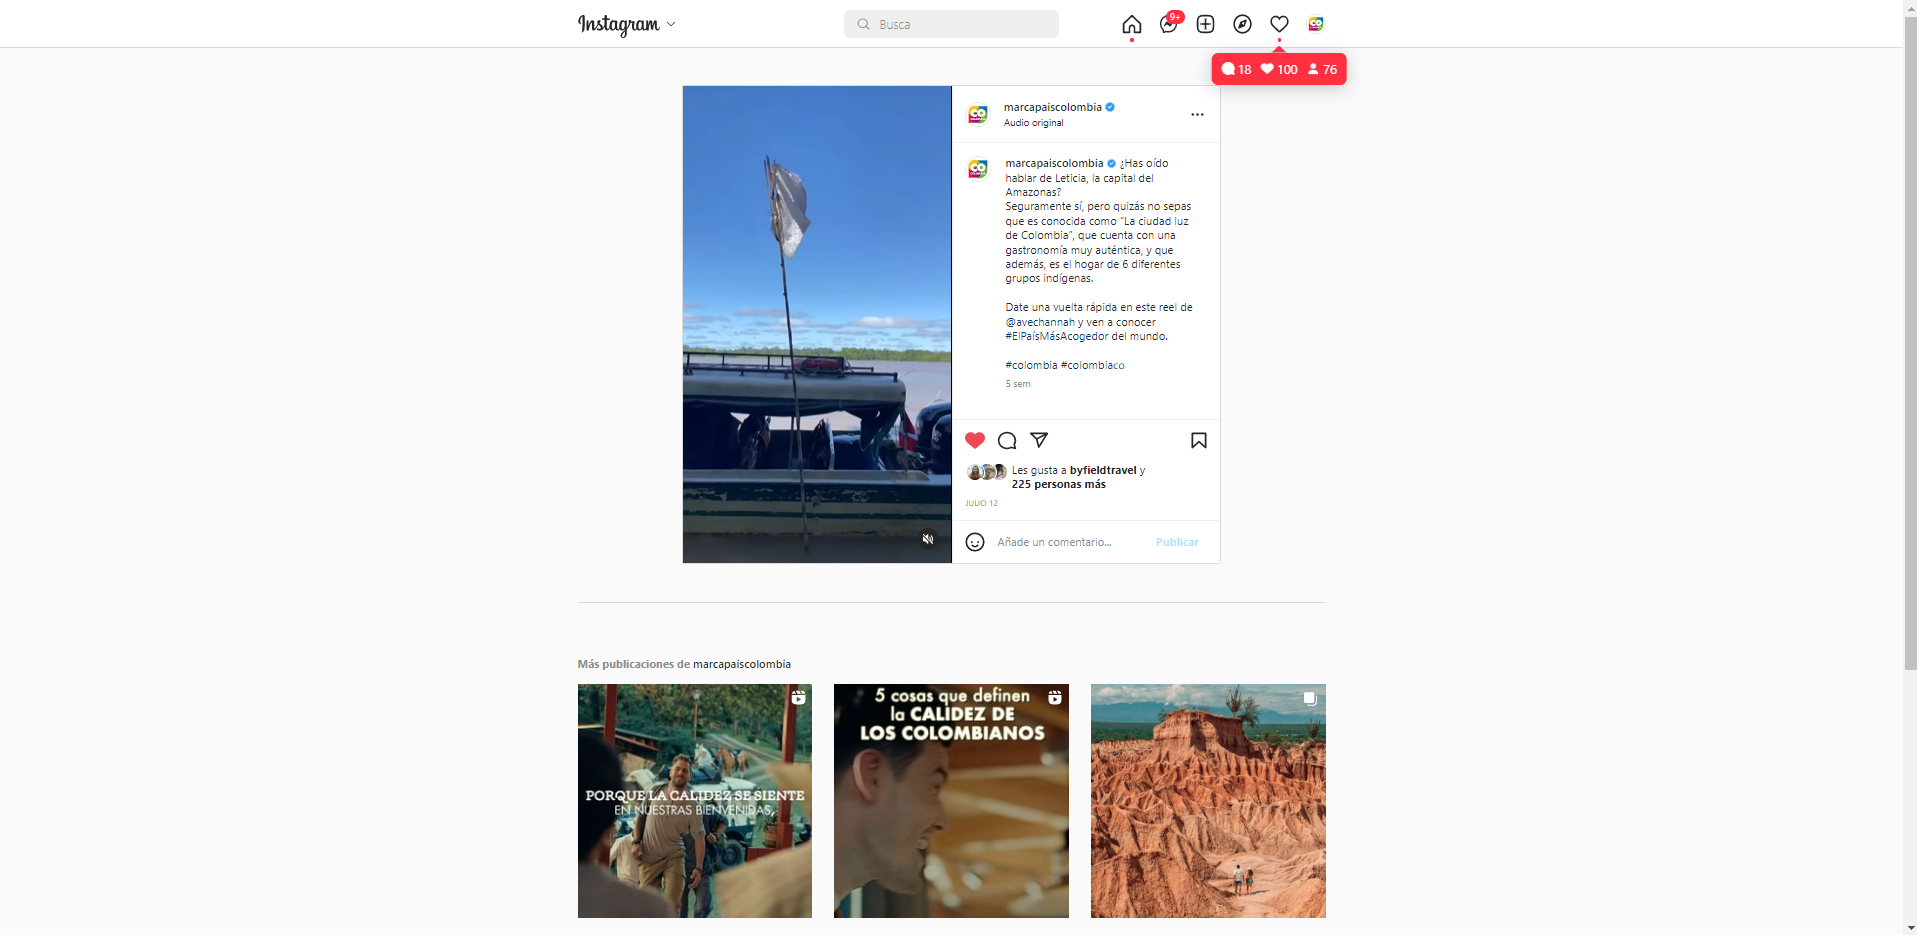 Instagram
Busca
9+
18 100 76
marcapaiscolombia
Audio original
marcapaiscolombia ¿Has oído
hablar de Leticia, la capital del
Amazonas?
Seguramente sí, pero quizás no sepas
que es conocida como “La ciudad luz
de Colombia”, que cuenta con una
gastronomía muy auténtica, y que
además, es el hogar de 6 diferentes
grupos indígenas.
Date una vuelta rápida en este reel de
@avechannah y ven a conocer
#ElPaísMásAcogedor del mundo.
#colombia #colombiaco
5 sem
Les gusta a byfieldtravel y
225 personas más
JULIO 12
Añade un comentario...
Publicar
Más publicaciones de marcapaiscolombia
PORQUE LA CALIDEZ SE SIENTE
EN NUESTRAS BIENVENIDAS,
5 cosas que definen
la CALIDEZ DE
LOS COLOMBIANOS